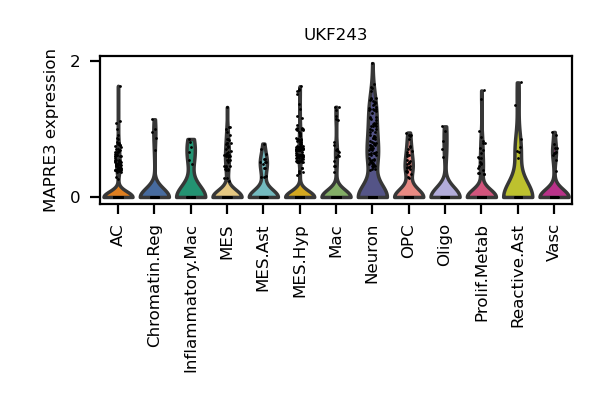 UKF243
MAPRE3 expression
2
0
AC
Chromatin.Reg
Inflammatory.Mac
MES
MES.Ast
MES.Hyp
Mac
Neuron
OPC
Oligo
Prolif.Metab
Reactive.Ast
Vasc